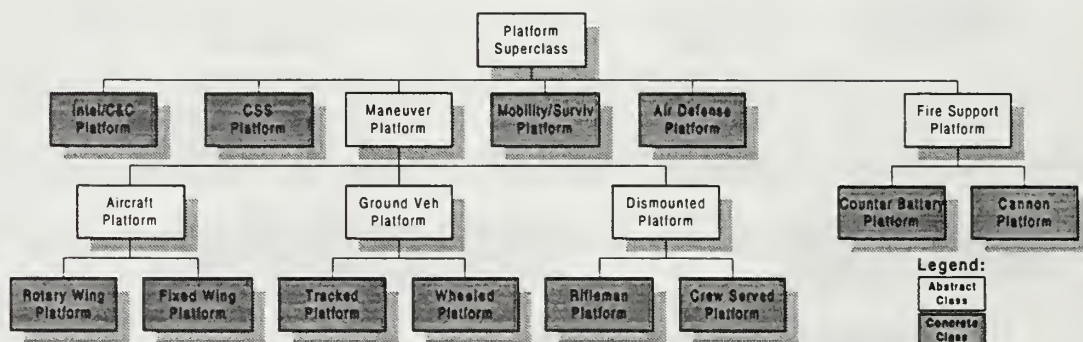 Platform
Superclass
Intel/C&C
Platform
CSS
Platform
Maneuver
Platform
Mobility/Surviv
Platform
Air Defense
Platform
Fire Support
Platform
Aircraft
Platform
Ground Veh
Platform
Dismounted
Platform
Counter Battery
Platform
Cannon
Platform
Rotary Wing
Platform
Fixed Wing
Platform
Tracked
Platform
Wheeled
Platform
Rifleman
Platform
Crew Served
Platform
Legend:
Abstract
Class
Concrete
Class